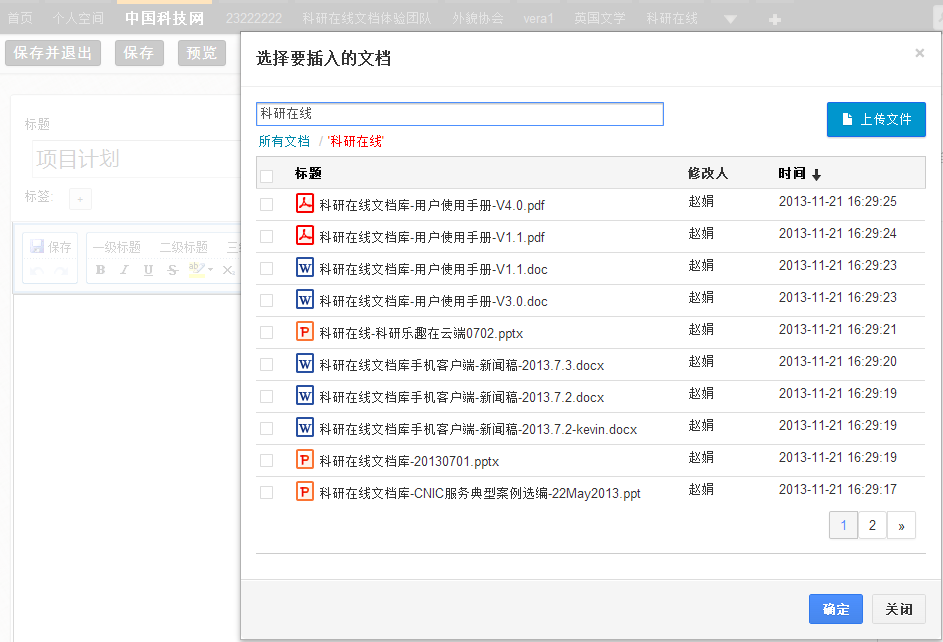 首页 个人空间 中国科技网 23222222 科研在线文档体验团队 外貌协会 vera1 英国文学 科研在线
保存并退出 保存 预览
选择要插入的文档 ×
标题
项目计划
标签: +
保存 一级标题 二级标题 三
B I U S ab X
科研在线
上传文件
所有文档 / '科研在线'
标题 修改人 时间
科研在线文档库-用户使用手册-V4.0.pdf 赵娟 2013-11-21 16:29:25
科研在线文档库-用户使用手册-V1.1.pdf 赵娟 2013-11-21 16:29:24
科研在线文档库-用户使用手册-V1.1.doc 赵娟 2013-11-21 16:29:23
科研在线文档库-用户使用手册-V3.0.doc 赵娟 2013-11-21 16:29:23
科研在线-科研乐趣在云端0702.pptx 赵娟 2013-11-21 16:29:21
科研在线文档库手机客户端-新闻稿-2013.7.3.docx 赵娟 2013-11-21 16:29:20
科研在线文档库手机客户端-新闻稿-2013.7.2.docx 赵娟 2013-11-21 16:29:19
科研在线文档库手机客户端-新闻稿-2013.7.2-kevin.docx 赵娟 2013-11-21 16:29:19
科研在线文档库-20130701.pptx 赵娟 2013-11-21 16:29:19
科研在线文档库-CNIC服务典型案例选编-22May2013.ppt 赵娟 2013-11-21 16:29:17
1 2 »
确定 关闭